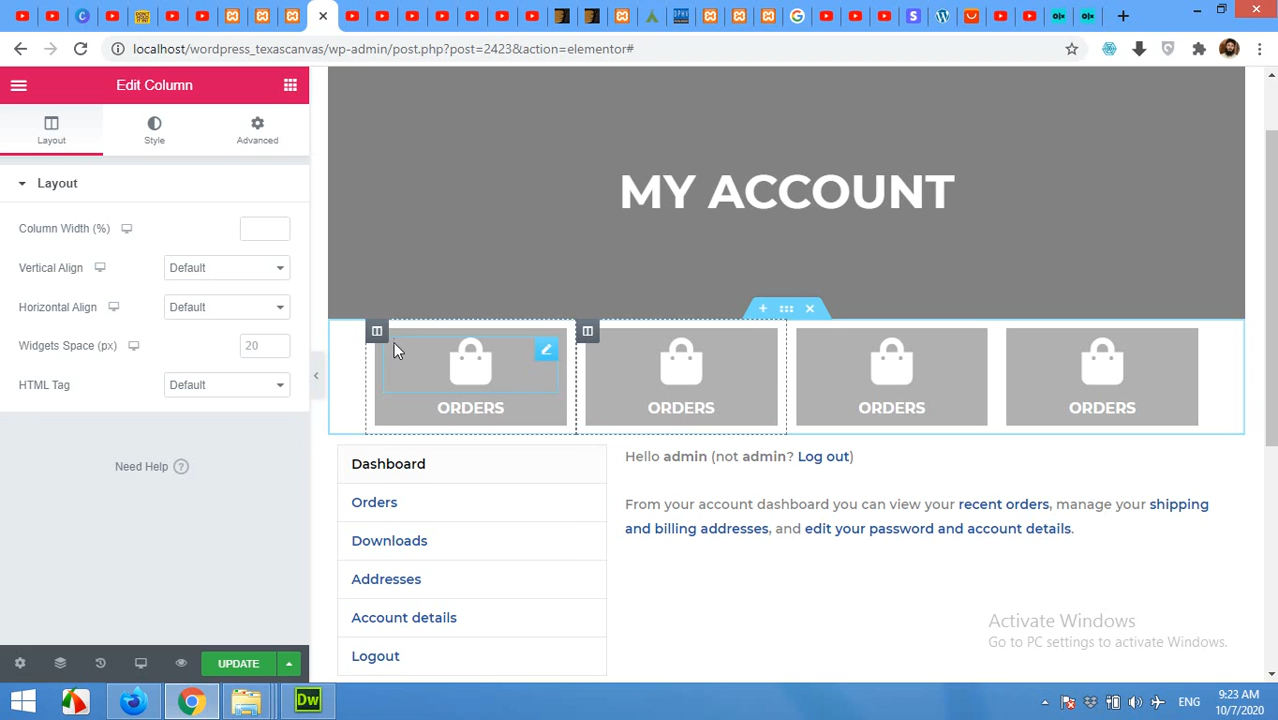 localhost/wordpress_texascanvas/wp-admin/post.php?post=2423&action=elementor#
Edit Column
Layout
Style
Advanced
Layout
Column Width (%)
Vertical Align
Default
Horizontal Align
Default
Widgets Space (px)
20
HTML Tag
Default
Need Help ?
UPDATE
MY ACCOUNT
ORDERS
ORDERS
ORDERS
ORDERS
Dashboard
Orders
Downloads
Addresses
Account details
Logout
Hello admin (not admin? Log out)
From your account dashboard you can view your recent orders, manage your shipping
and billing addresses, and edit your password and account details.
Activate Windows
Go to PC settings to activate Windows.
Dw
ENG
9:23 AM
10/7/2020